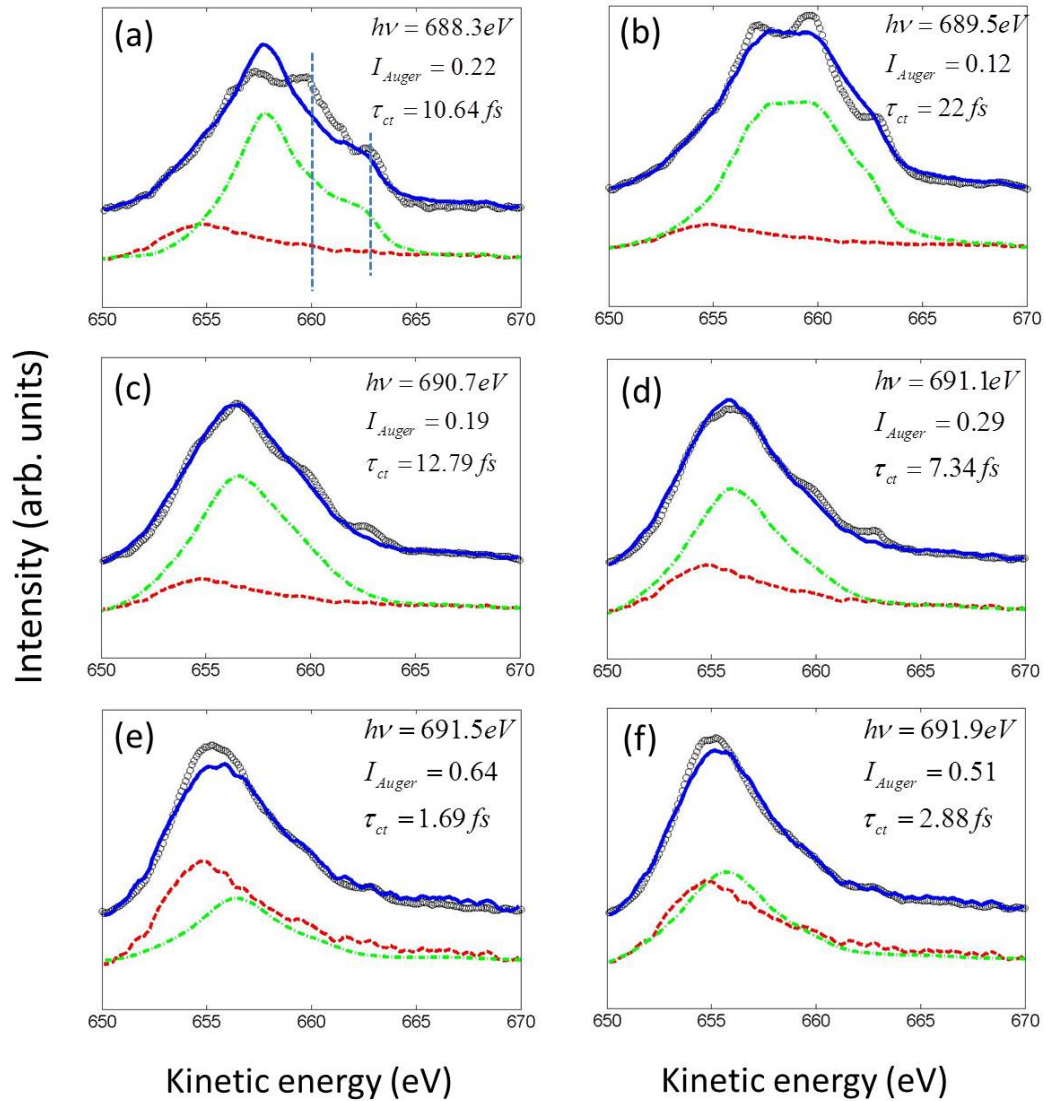 (a)
hν = 688.3eV
I_Auger = 0.22
τ_ct = 10.64 fs
650 655 660 665 670
(b)
hν = 689.5eV
I_Auger = 0.12
τ_ct = 22 fs
650 655 660 665 670
(c)
hν = 690.7eV
I_Auger = 0.19
τ_ct = 12.79 fs
650 655 660 665 670
(d)
hν = 691.1eV
I_Auger = 0.29
τ_ct = 7.34 fs
650 655 660 665 670
(e)
hν = 691.5eV
I_Auger = 0.64
τ_ct = 1.69 fs
650 655 660 665 670
(f)
hν = 691.9eV
I_Auger = 0.51
τ_ct = 2.88 fs
650 655 660 665 670
Intensity (arb. units)
Kinetic energy (eV)
Kinetic energy (eV)